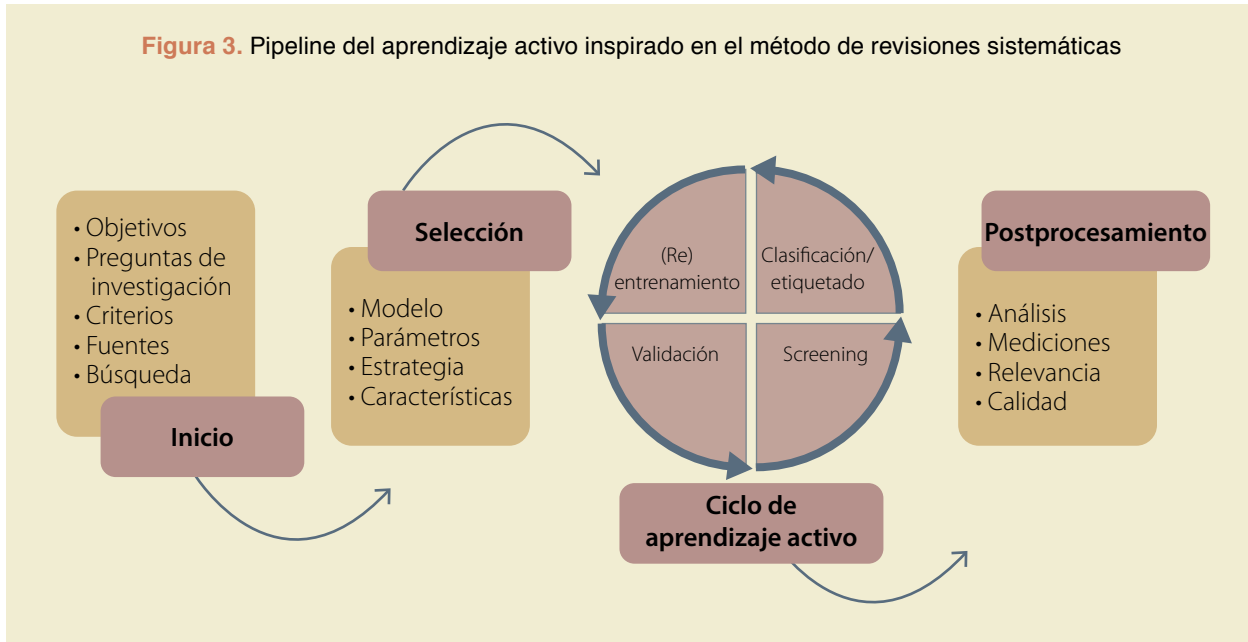 Figura 3. Pipeline del aprendizaje activo inspirado en el método de revisiones sistemáticas
• Objetivos
• Preguntas de
investigación
• Criterios
• Fuentes
• Búsqueda
Inicio
Selección
• Modelo
• Parámetros
• Estrategia
• Características
(Re)
entrenamiento
Clasificación/
etiquetado
Validación
Screening
Ciclo de
aprendizaje activo
Postprocesamiento
• Análisis
• Mediciones
• Relevancia
• Calidad